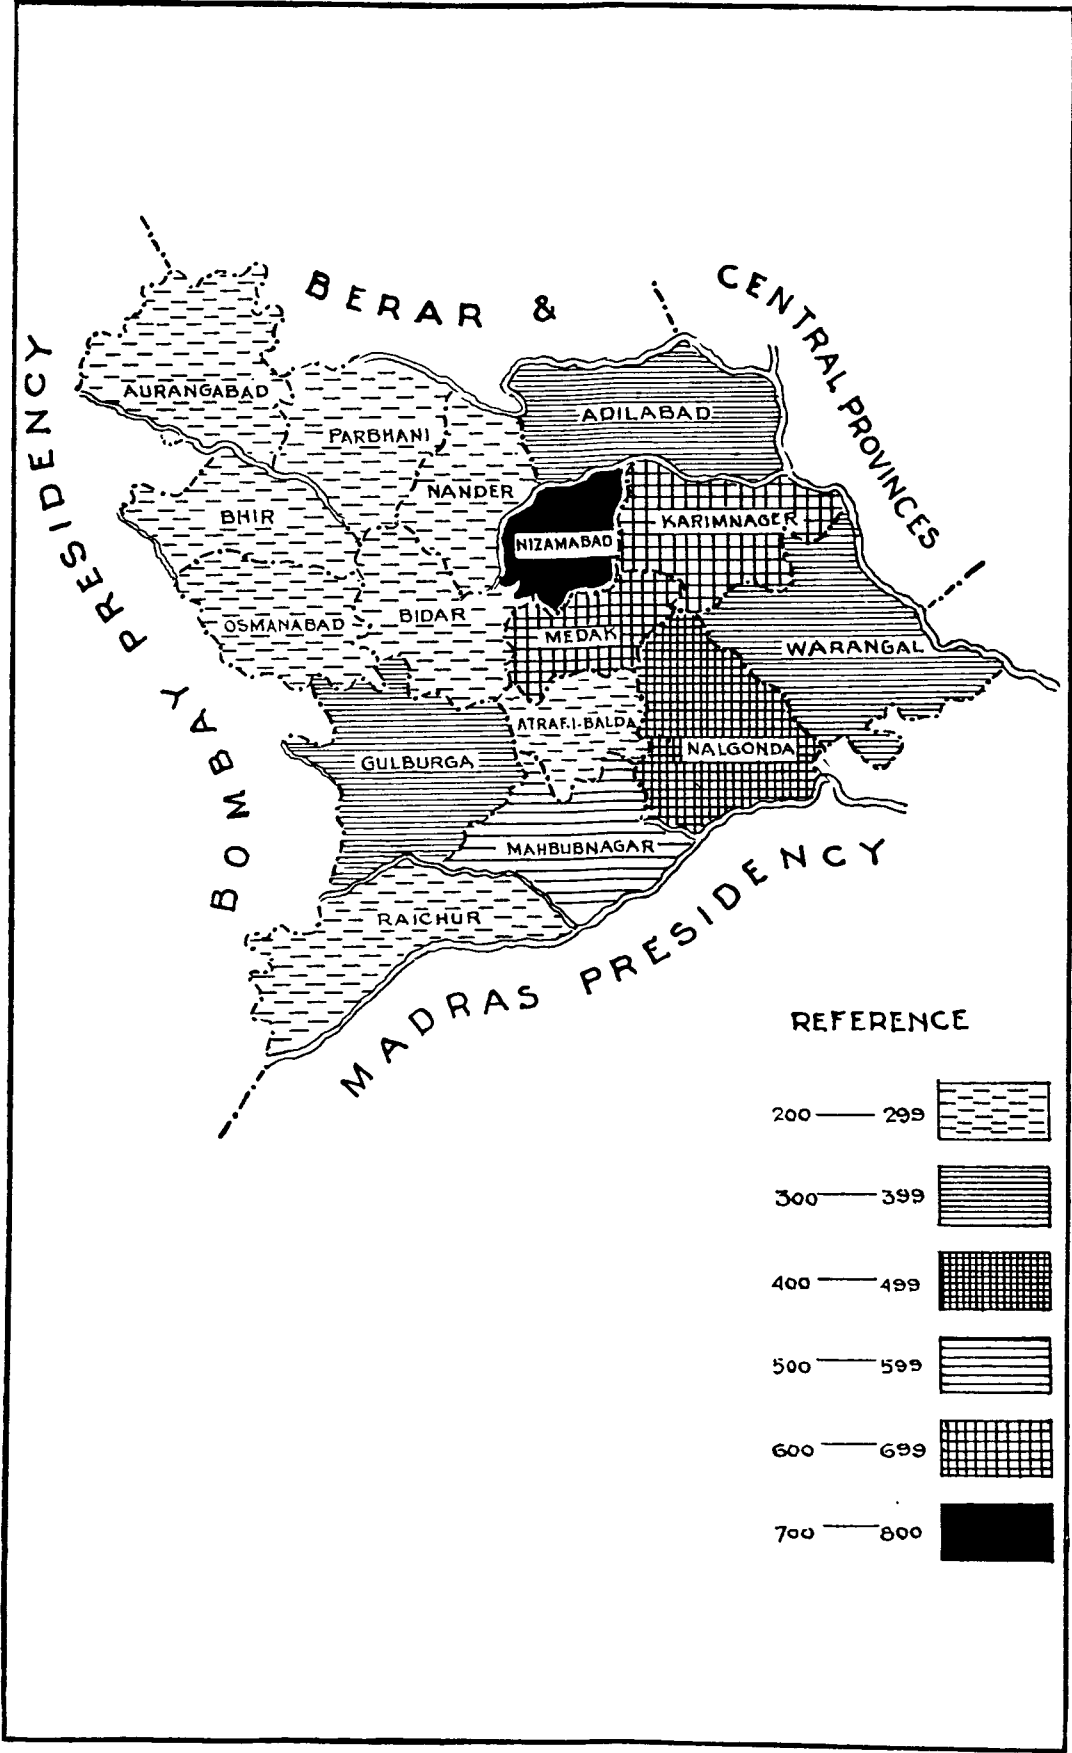 BERAR & CENTRAL PROVINCES
BOMBAY PRESIDENCY
AURANGABAD
PARBHANI
ADILABAD
NANDER
BHIR
KARIMNAGER
NIZAMABAD
BIDAR
OSMANABAD
MEDAK
WARANGAL
ATRAF.I-BALDA
NALGONDA
GULBURGA
MAHBUBNAGAR
RAICHUR
MADRAS PRESIDENCY
REFERENCE
200 — 299
300 — 399
400 — 499
500 — 599
600 — 699
700 — 800